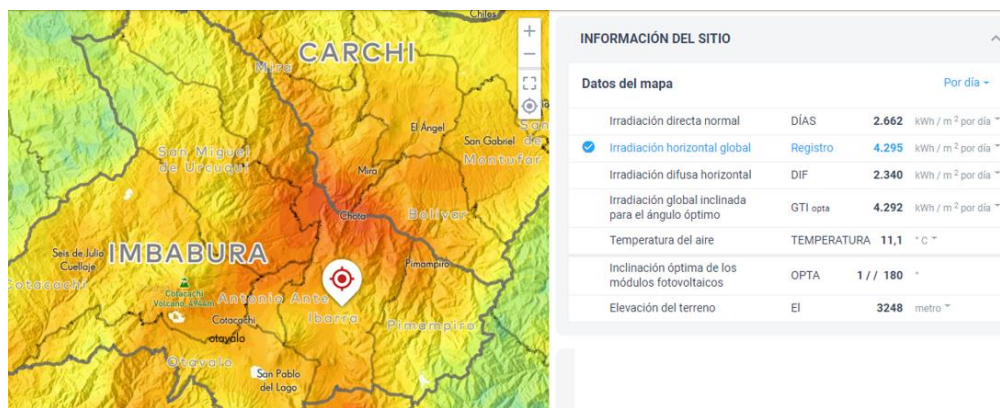 Chiles
CARCHI
Mira
El Ángel
San Gabriel
San
de
Montufar
San Miguel
de Urcuquí
Mira
Chota
Bolívar
Seis de Julio
Cuellaje
IMBABURA
Pimampiro
Cotacachi
Cotacachi
Volcano 4944m
Antonio Ante
Ibarra
Pimampiro
Cotacachi
otavalo
Otavalo
San Pablo
del Lago
INFORMACIÓN DEL SITIO
Datos del mapa Por día
Irradiación directa normal DÍAS 2.662 kWh / m 2 por día
Irradiación horizontal global Registro 4.295 kWh / m 2 por día
Irradiación difusa horizontal DIF 2.340 kWh / m 2 por día
Irradiación global inclinada
para el ángulo óptimo GTI opta 4.292 kWh / m 2 por día
Temperatura del aire TEMPERATURA 11,1 ° C
Inclinación óptima de los
módulos fotovoltaicos OPTA 1 / / 180 °
Elevación del terreno El 3248 metro